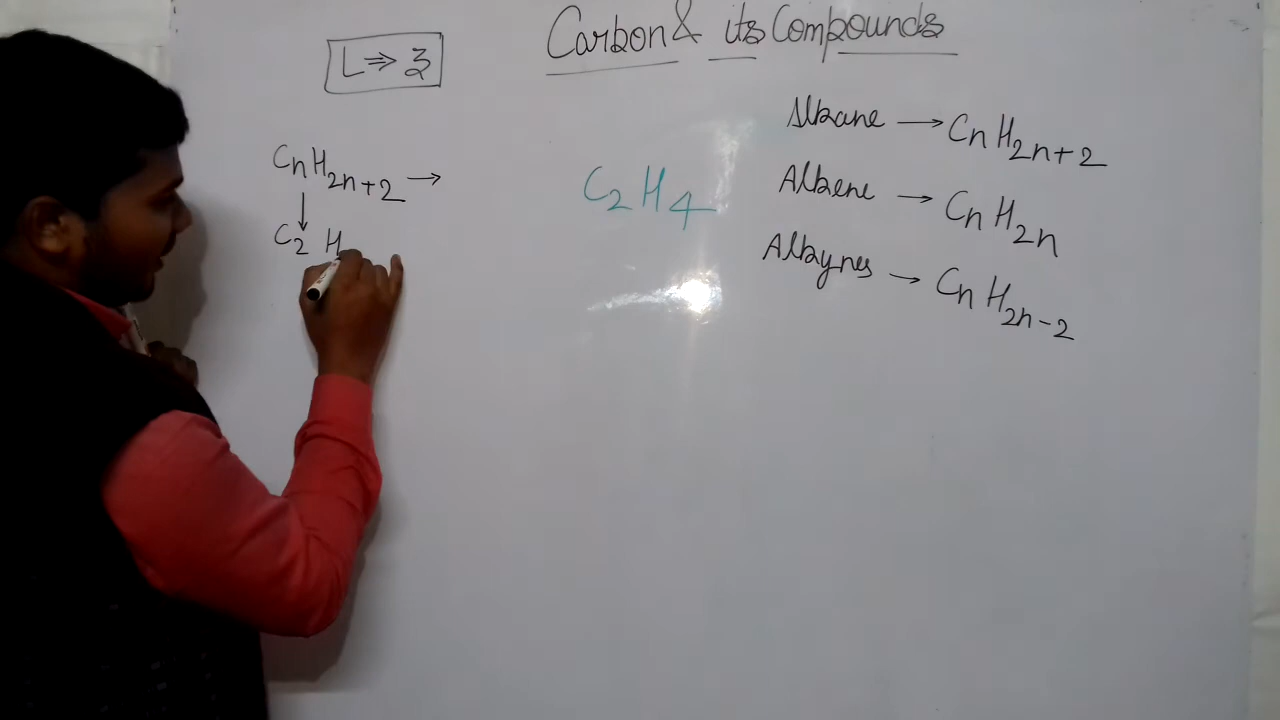 Carbon & its Compounds
L ⇒ 3
Alkane → CnH2n+2
CnH2n+2 →
↓
C2 H
C2H4
Alkene → CnH2n
Alkynes → CnH2n-2